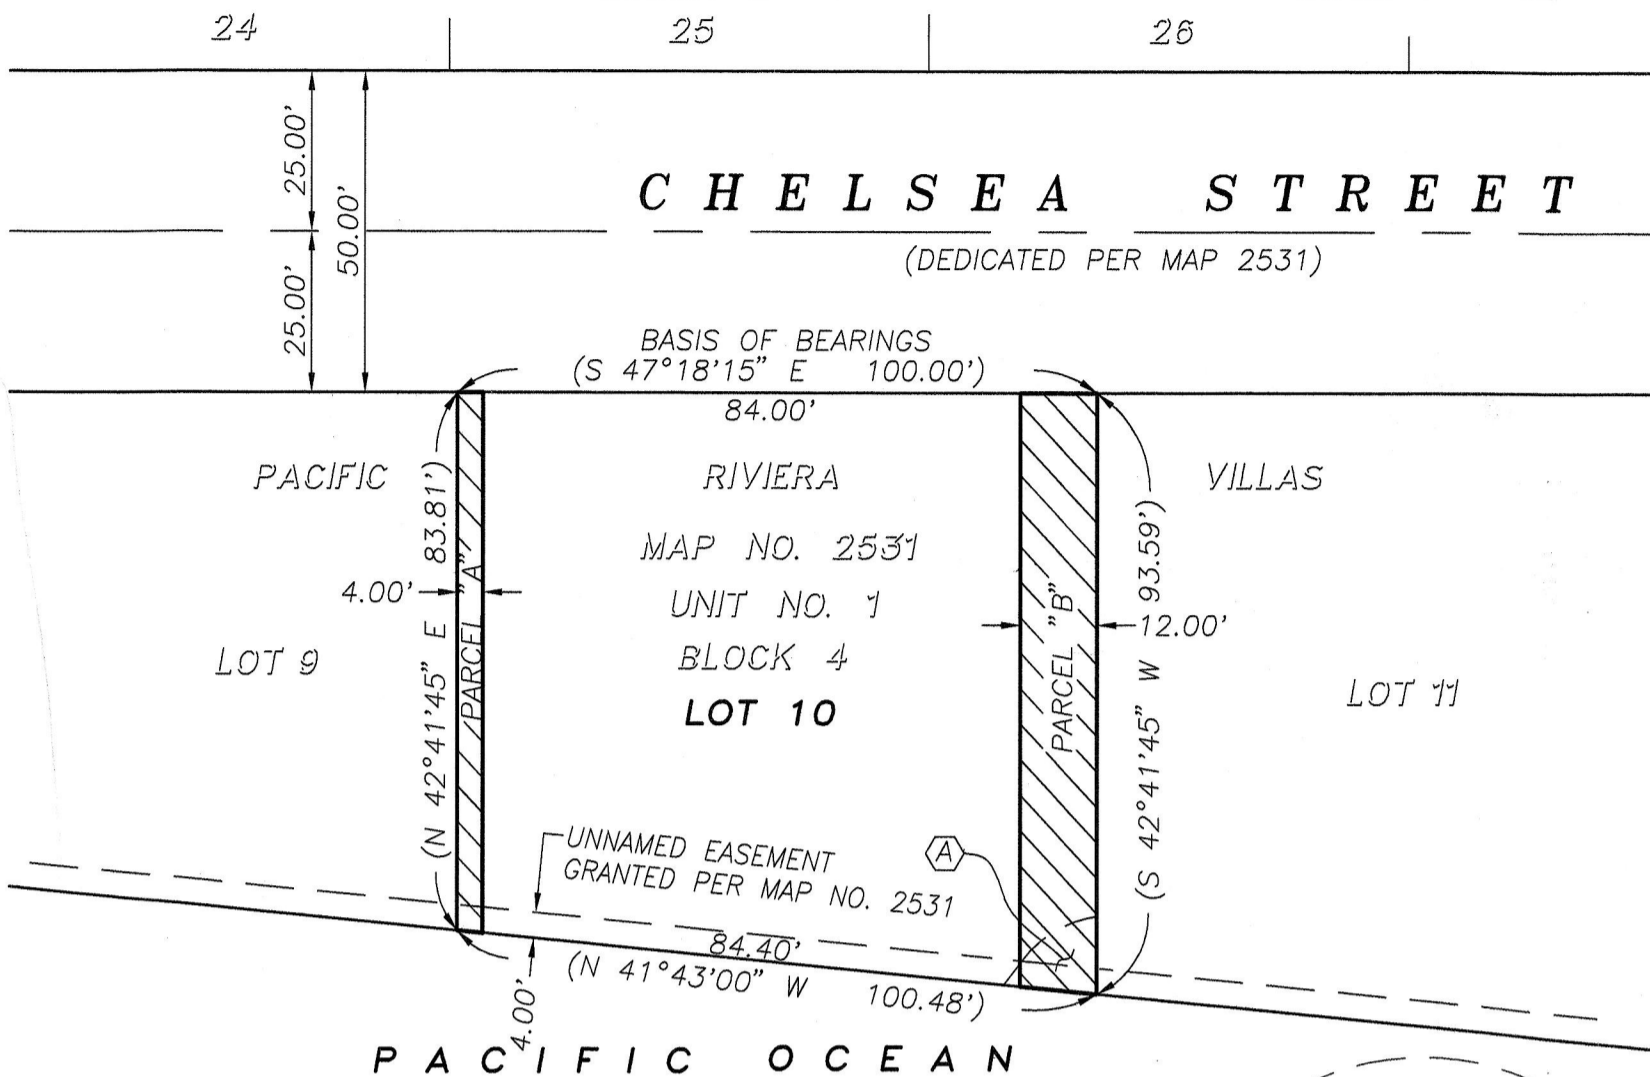 24
25
26
25.00'
50.00'
CHELSEA STREET
(DEDICATED PER MAP 2531)
25.00'
BASIS OF BEARINGS
(S 47°18'15" E 100.00')
84.00'
PACIFIC
RIVIERA
VILLAS
MAP NO. 2531
UNIT NO. 1
BLOCK 4
LOT 10
LOT 9
LOT 11
(N 42°41'45" E 83.81')
4.00'
PARCEL "A"
PARCEL "B"
12.00'
(S 42°41'45" W 93.59')
UNNAMED EASEMENT
GRANTED PER MAP NO. 2531
A
84.40'
(N 41°43'00" W 100.48')
4.00'
PACIFIC OCEAN